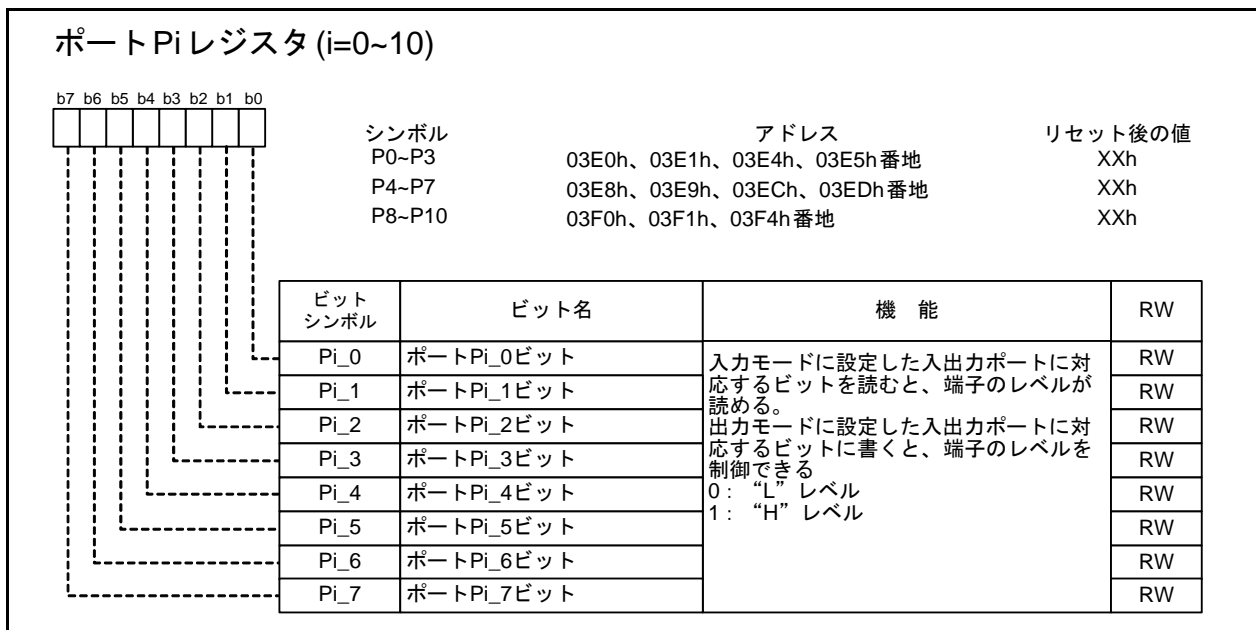 ポートPiレジスタ(i=0~10)
b7 b6 b5 b4 b3 b2 b1 b0
シンボル アドレス リセット後の値
P0~P3 03E0h、03E1h、03E4h、03E5h番地 XXh
P4~P7 03E8h、03E9h、03ECh、03EDh番地 XXh
P8~P10 03F0h、03F1h、03F4h番地 XXh
ビット
シンボル
ビット名
機 能
RW
Pi_0 ポートPi_0ビット RW
Pi_1 ポートPi_1ビット RW
Pi_2 ポートPi_2ビット RW
Pi_3 ポートPi_3ビット RW
Pi_4 ポートPi_4ビット RW
Pi_5 ポートPi_5ビット RW
Pi_6 ポートPi_6ビット RW
Pi_7 ポートPi_7ビット RW
入力モードに設定した入出力ポートに対
応するビットを読むと、端子のレベルが
読める。
出力モードに設定した入出力ポートに対
応するビットに書くと、端子のレベルを
制御できる
0： “L”レベル
1： “H”レベル